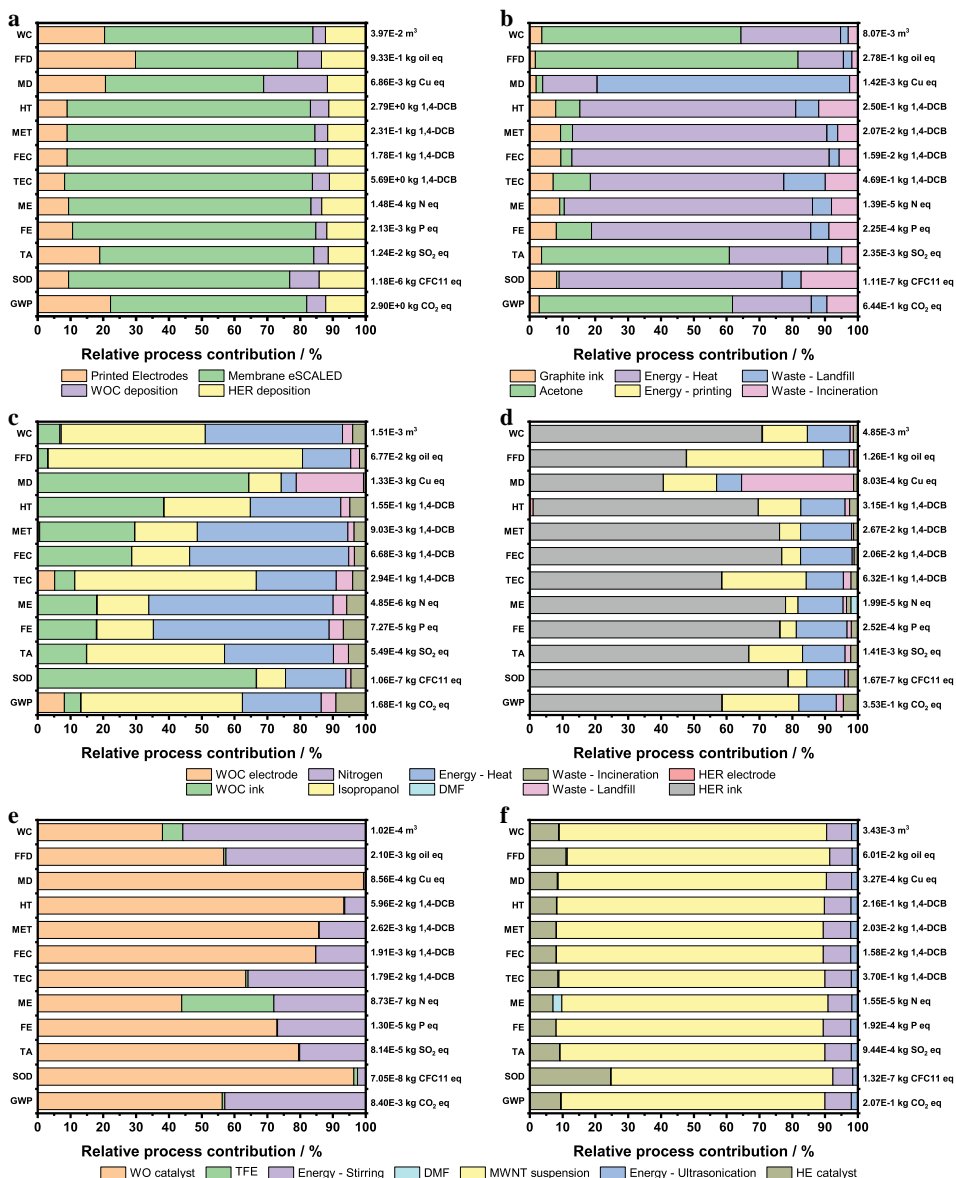 a
WC 3.97E-2 m³
FFD 9.33E-1 kg oil eq
MD 6.86E-3 kg Cu eq
HT 2.79E+0 kg 1,4-DCB
MET 2.31E-1 kg 1,4-DCB
FEC 1.78E-1 kg 1,4-DCB
TEC 5.69E+0 kg 1,4-DCB
ME 1.48E-4 kg N eq
FE 2.13E-3 kg P eq
TA 1.24E-2 kg SO₂ eq
SOD 1.18E-6 kg CFC11 eq
GWP 2.90E+0 kg CO₂ eq
0 10 20 30 40 50 60 70 80 90 100
Relative process contribution / %
Printed Electrodes Membrane eSCALED
WOC deposition HER deposition
b
WC 8.07E-3 m³
FFD 2.78E-1 kg oil eq
MD 1.42E-3 kg Cu eq
HT 2.50E-1 kg 1,4-DCB
MET 2.07E-2 kg 1,4-DCB
FEC 1.59E-2 kg 1,4-DCB
TEC 4.69E-1 kg 1,4-DCB
ME 1.39E-5 kg N eq
FE 2.25E-4 kg P eq
TA 2.35E-3 kg SO₂ eq
SOD 1.11E-7 kg CFC11 eq
GWP 6.44E-1 kg CO₂ eq
0 10 20 30 40 50 60 70 80 90 100
Relative process contribution / %
Graphite ink Energy - Heat Waste - Landfill
Acetone Energy - printing Waste - Incineration
c
WC 1.51E-3 m³
FFD 6.77E-2 kg oil eq
MD 1.33E-3 kg Cu eq
HT 1.55E-1 kg 1,4-DCB
MET 9.03E-3 kg 1,4-DCB
FEC 6.68E-3 kg 1,4-DCB
TEC 2.94E-1 kg 1,4-DCB
ME 4.85E-6 kg N eq
FE 7.27E-5 kg P eq
TA 5.49E-4 kg SO₂ eq
SOD 1.06E-7 kg CFC11 eq
GWP 1.68E-1 kg CO₂ eq
0 10 20 30 40 50 60 70 80 90 100
Relative process contribution / %
d
WC 4.85E-3 m³
FFD 1.26E-1 kg oil eq
MD 8.03E-4 kg Cu eq
HT 3.15E-1 kg 1,4-DCB
MET 2.67E-2 kg 1,4-DCB
FEC 2.06E-2 kg 1,4-DCB
TEC 6.32E-1 kg 1,4-DCB
ME 1.99E-5 kg N eq
FE 2.52E-4 kg P eq
TA 1.41E-3 kg SO₂ eq
SOD 1.67E-7 kg CFC11 eq
GWP 3.53E-1 kg CO₂ eq
0 10 20 30 40 50 60 70 80 90 100
Relative process contribution / %
WOC electrode Nitrogen Energy - Heat Waste - Incineration HER electrode
WOC ink Isopropanol DMF Waste - Landfill HER ink
e
WC 1.02E-4 m³
FFD 2.10E-3 kg oil eq
MD 8.56E-4 kg Cu eq
HT 5.96E-2 kg 1,4-DCB
MET 2.62E-3 kg 1,4-DCB
FEC 1.91E-3 kg 1,4-DCB
TEC 1.79E-2 kg 1,4-DCB
ME 8.73E-7 kg N eq
FE 1.30E-5 kg P eq
TA 8.14E-5 kg SO₂ eq
SOD 7.05E-8 kg CFC11 eq
GWP 8.40E-3 kg CO₂ eq
0 10 20 30 40 50 60 70 80 90 100
Relative process contribution / %
f
WC 3.43E-3 m³
FFD 6.01E-2 kg oil eq
MD 3.27E-4 kg Cu eq
HT 2.16E-1 kg 1,4-DCB
MET 2.03E-2 kg 1,4-DCB
FEC 1.58E-2 kg 1,4-DCB
TEC 3.70E-1 kg 1,4-DCB
ME 1.55E-5 kg N eq
FE 1.92E-4 kg P eq
TA 9.44E-4 kg SO₂ eq
SOD 1.32E-7 kg CFC11 eq
GWP 2.07E-1 kg CO₂ eq
0 10 20 30 40 50 60 70 80 90 100
Relative process contribution / %
WO catalyst TFE Energy - Stirring DMF MWNT suspension Energy - Ultrasonication HE catalyst